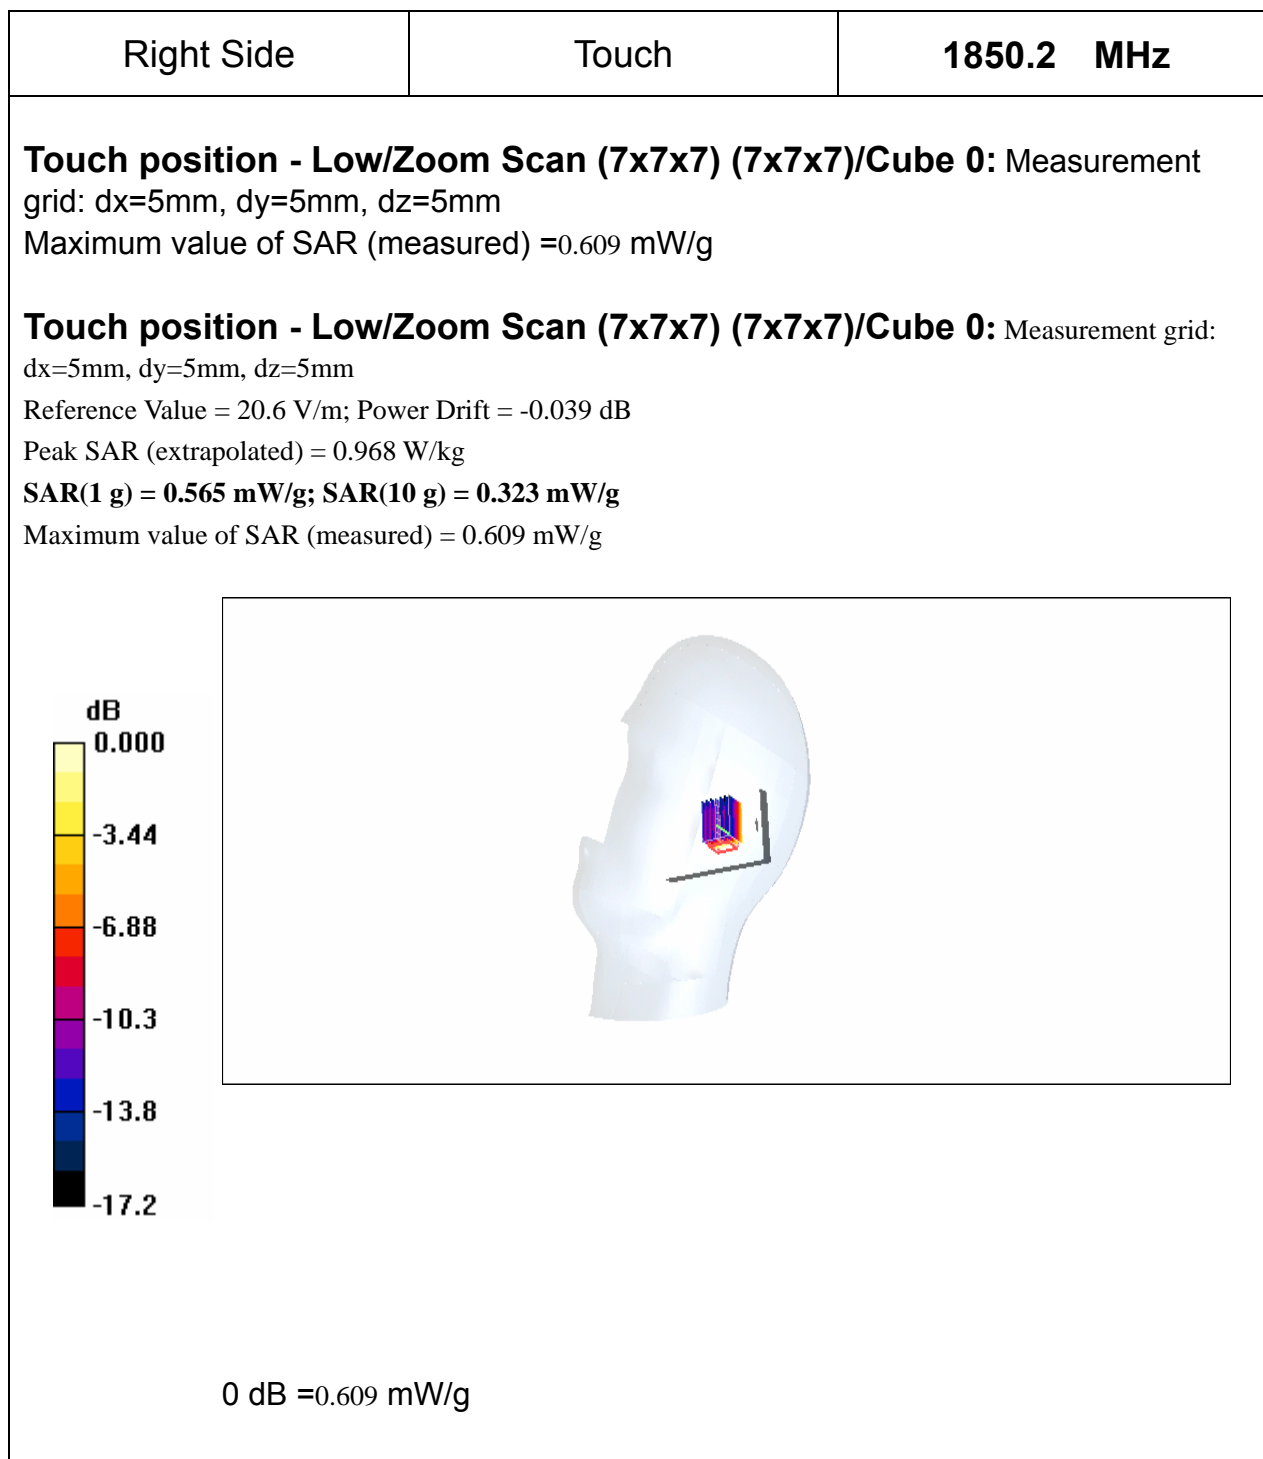 Right Side Touch 1850.2 MHz
Touch position - Low/Zoom Scan (7x7x7) (7x7x7)/Cube 0: Measurement
grid: dx=5mm, dy=5mm, dz=5mm
Maximum value of SAR (measured) =0.609 mW/g
Touch position - Low/Zoom Scan (7x7x7) (7x7x7)/Cube 0: Measurement grid:
dx=5mm, dy=5mm, dz=5mm
Reference Value = 20.6 V/m; Power Drift = -0.039 dB
Peak SAR (extrapolated) = 0.968 W/kg
SAR(1 g) = 0.565 mW/g; SAR(10 g) = 0.323 mW/g
Maximum value of SAR (measured) = 0.609 mW/g
dB
0.000
-3.44
-6.88
-10.3
-13.8
-17.2
0 dB =0.609 mW/g